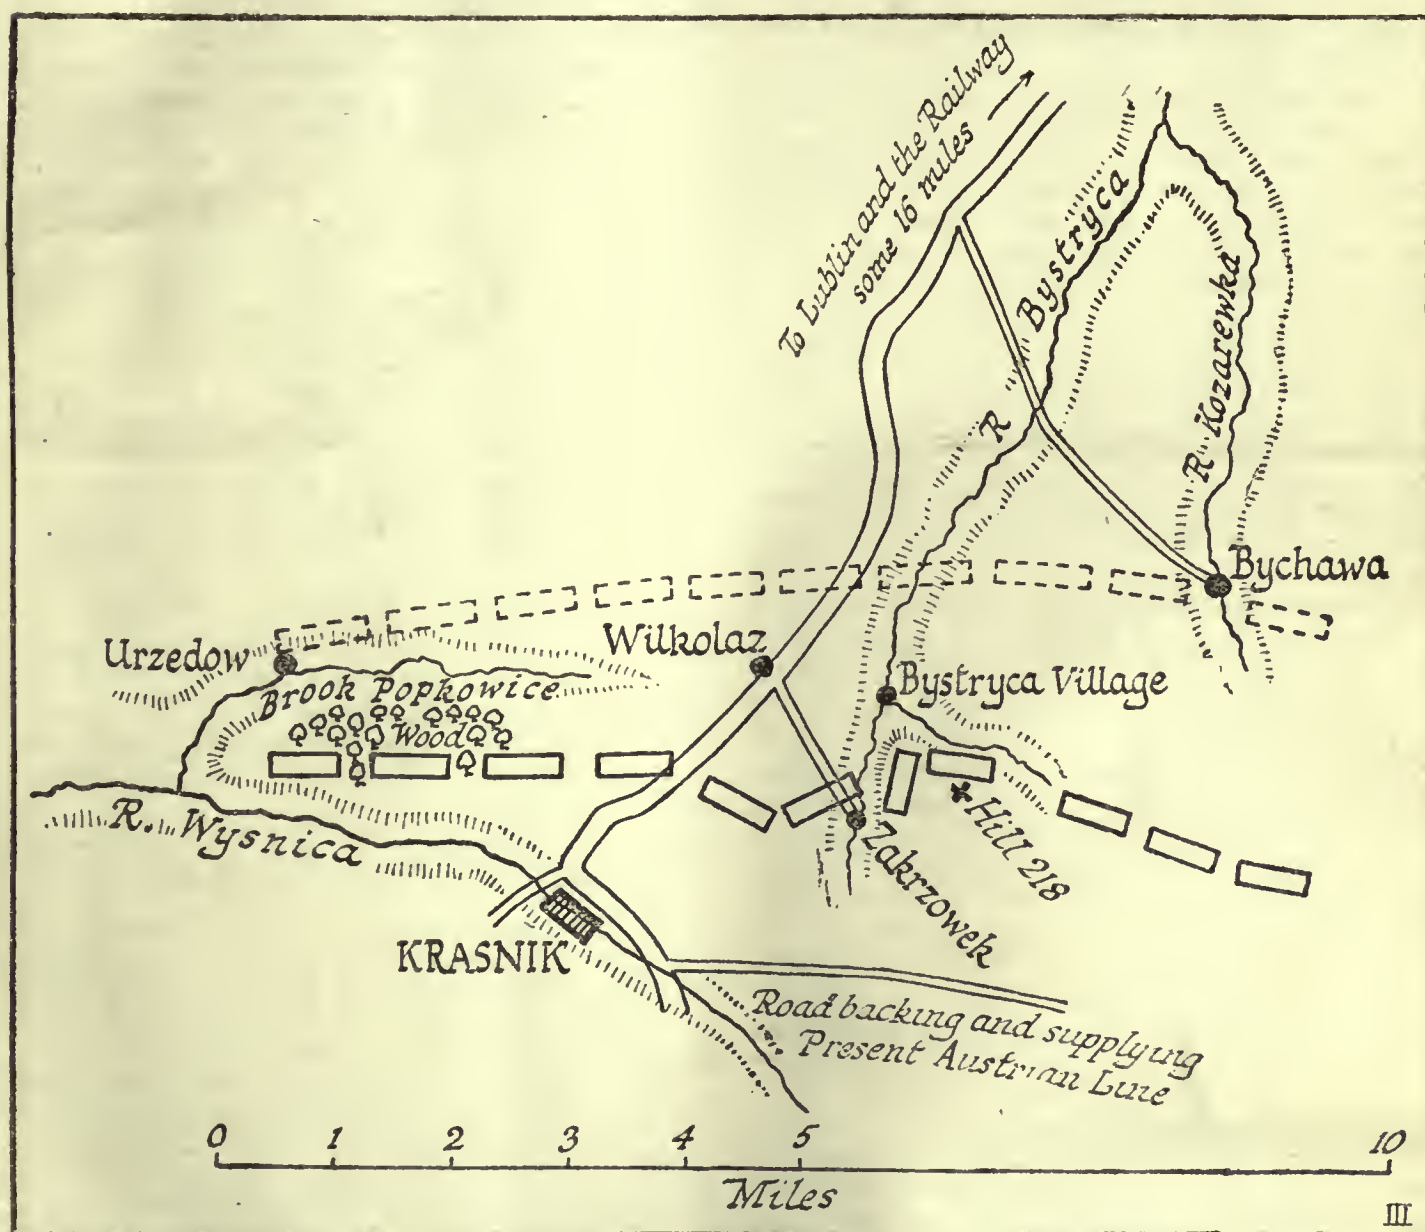 To Lublin and the Railway
some 16 miles
R Bystryca
R Kozarewka
Bychawa
Urzedow
Wilkolaz
Brook Popkowice
Wood
Bystryca Village
R. Wysnica
Hill 218
Zakrzowek
KRASNIK
Road backing and supplying
Present Austrian Line
0 1 2 3 4 5 10
Miles
III